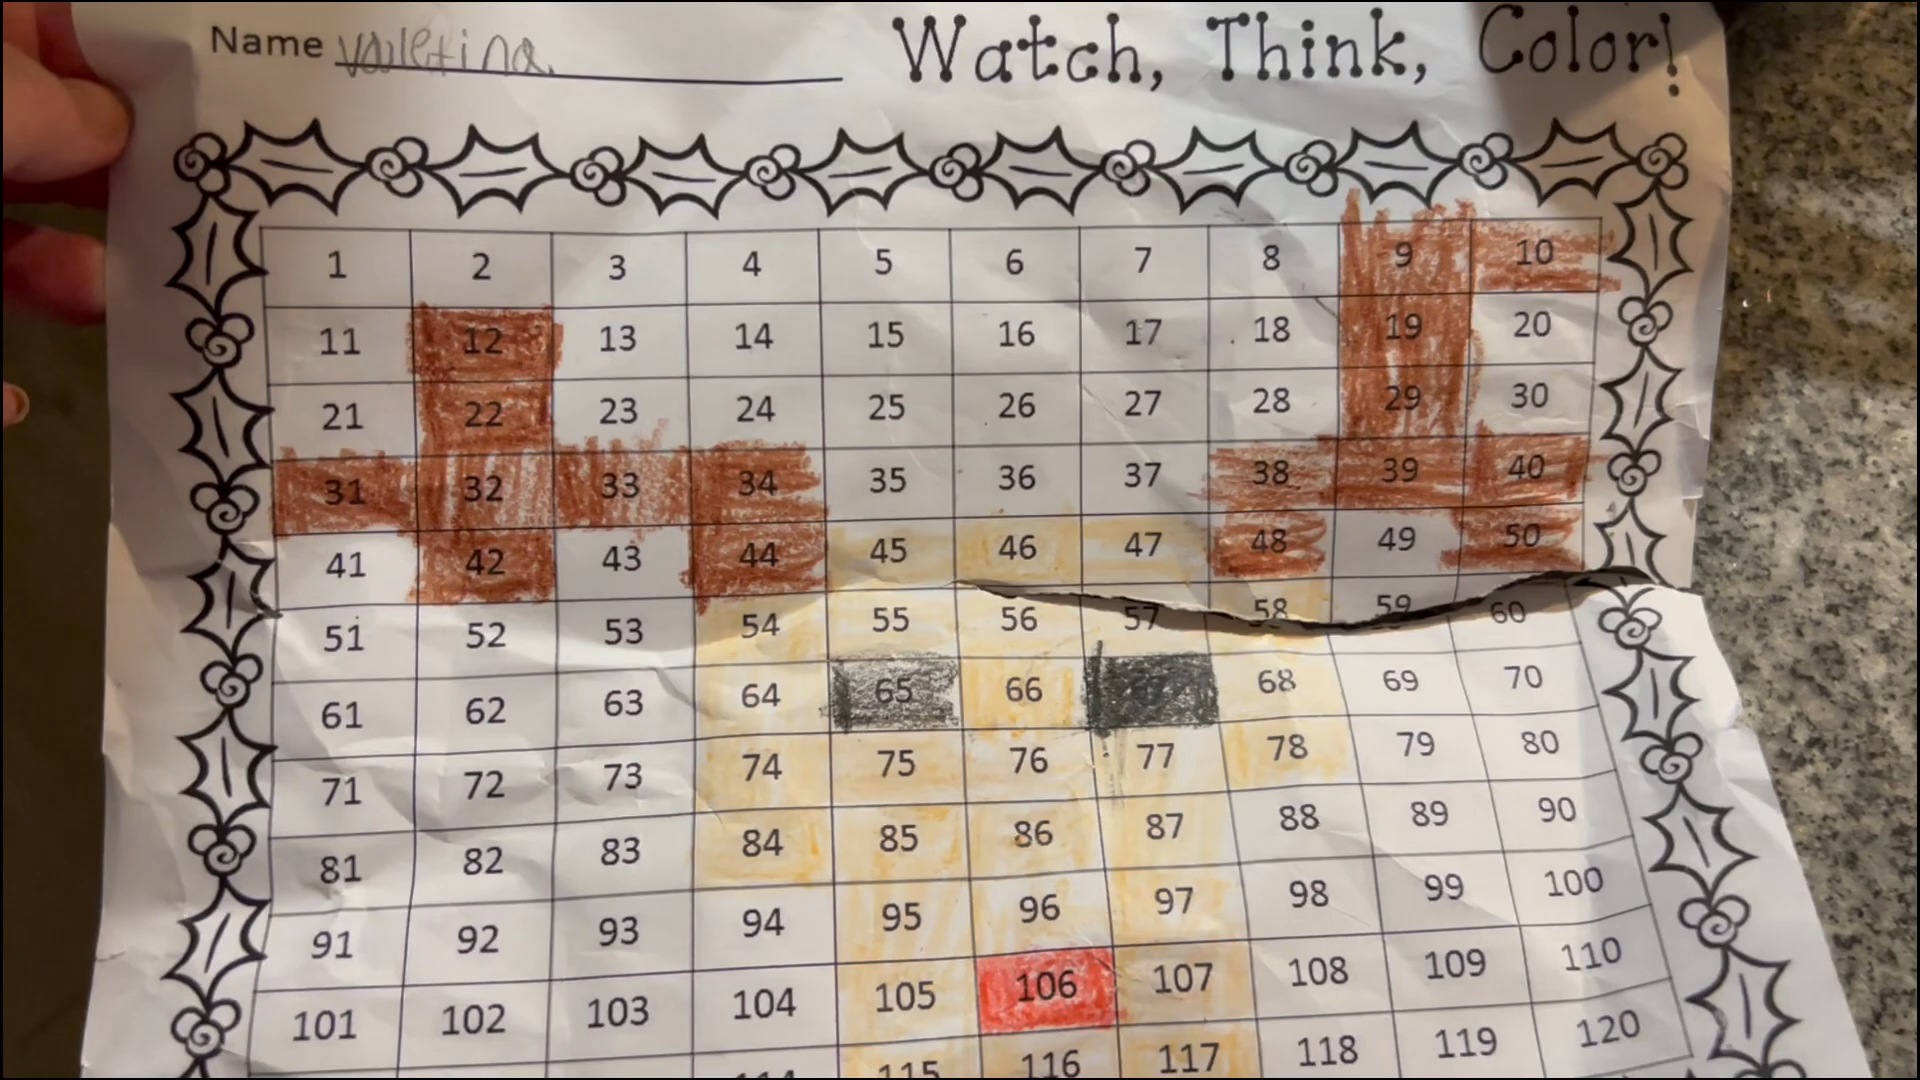 Name valetina
Watch, Think, Color!
1 2 3 4 5 6 7 8 9 10
11 12 13 14 15 16 17 18 19 20
21 22 23 24 25 26 27 28 29 30
31 32 33 34 35 36 37 38 39 40
41 42 43 44 45 46 47 48 49 50
51 52 53 54 55 56 57 58 59 60
61 62 63 64 65 66 68 69 70
71 72 73 74 75 76 77 78 79 80
81 82 83 84 85 86 87 88 89 90
91 92 93 94 95 96 97 98 99 100
101 102 103 104 105 106 107 108 109 110
115 116 117 118 119 120